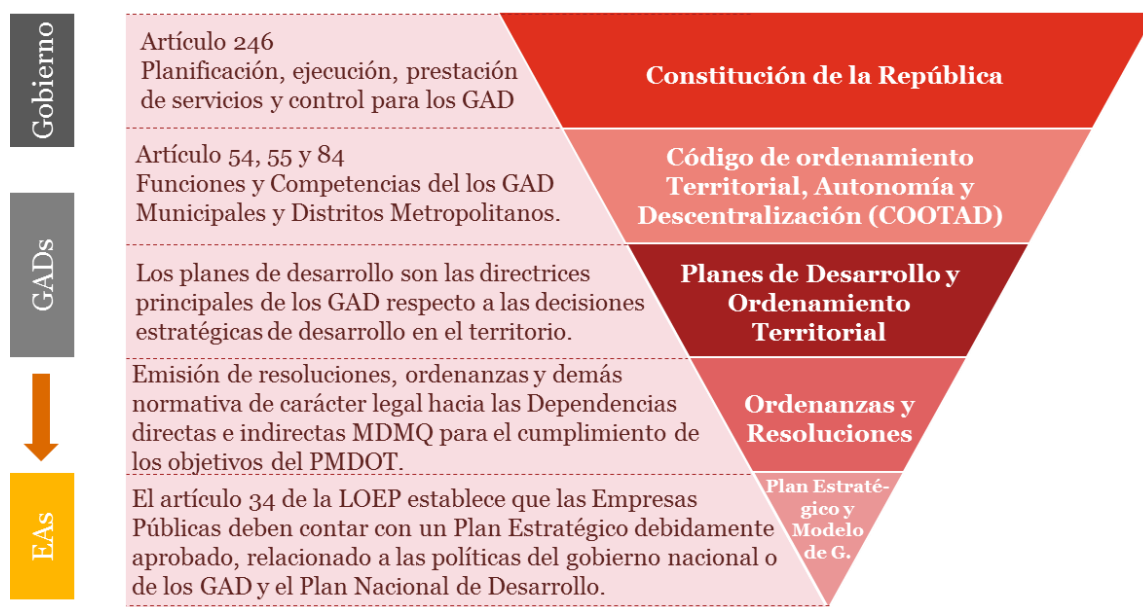 Gobierno
Artículo 246
Planificación, ejecución, prestación
de servicios y control para los GAD
Constitución de la República
Artículo 54, 55 y 84
Funciones y Competencias del los GAD
Municipales y Distritos Metropolitanos.
Código de ordenamiento
Territorial, Autonomía y
Descentralización (COOTAD)
GADs
Los planes de desarrollo son las directrices
principales de los GAD respecto a las decisiones
estratégicas de desarrollo en el territorio.
Planes de Desarrollo y
Ordenamiento
Territorial
Emisión de resoluciones, ordenanzas y demás
normativa de carácter legal hacia las Dependencias
directas e indirectas MDMQ para el cumplimiento de
los objetivos del PMDOT.
Ordenanzas y
Resoluciones
EAs
El artículo 34 de la LOEP establece que las Empresas
Públicas deben contar con un Plan Estratégico debidamente
aprobado, relacionado a las políticas del gobierno nacional o
de los GAD y el Plan Nacional de Desarrollo.
Plan Estraté-
gico y
Modelo
de G.